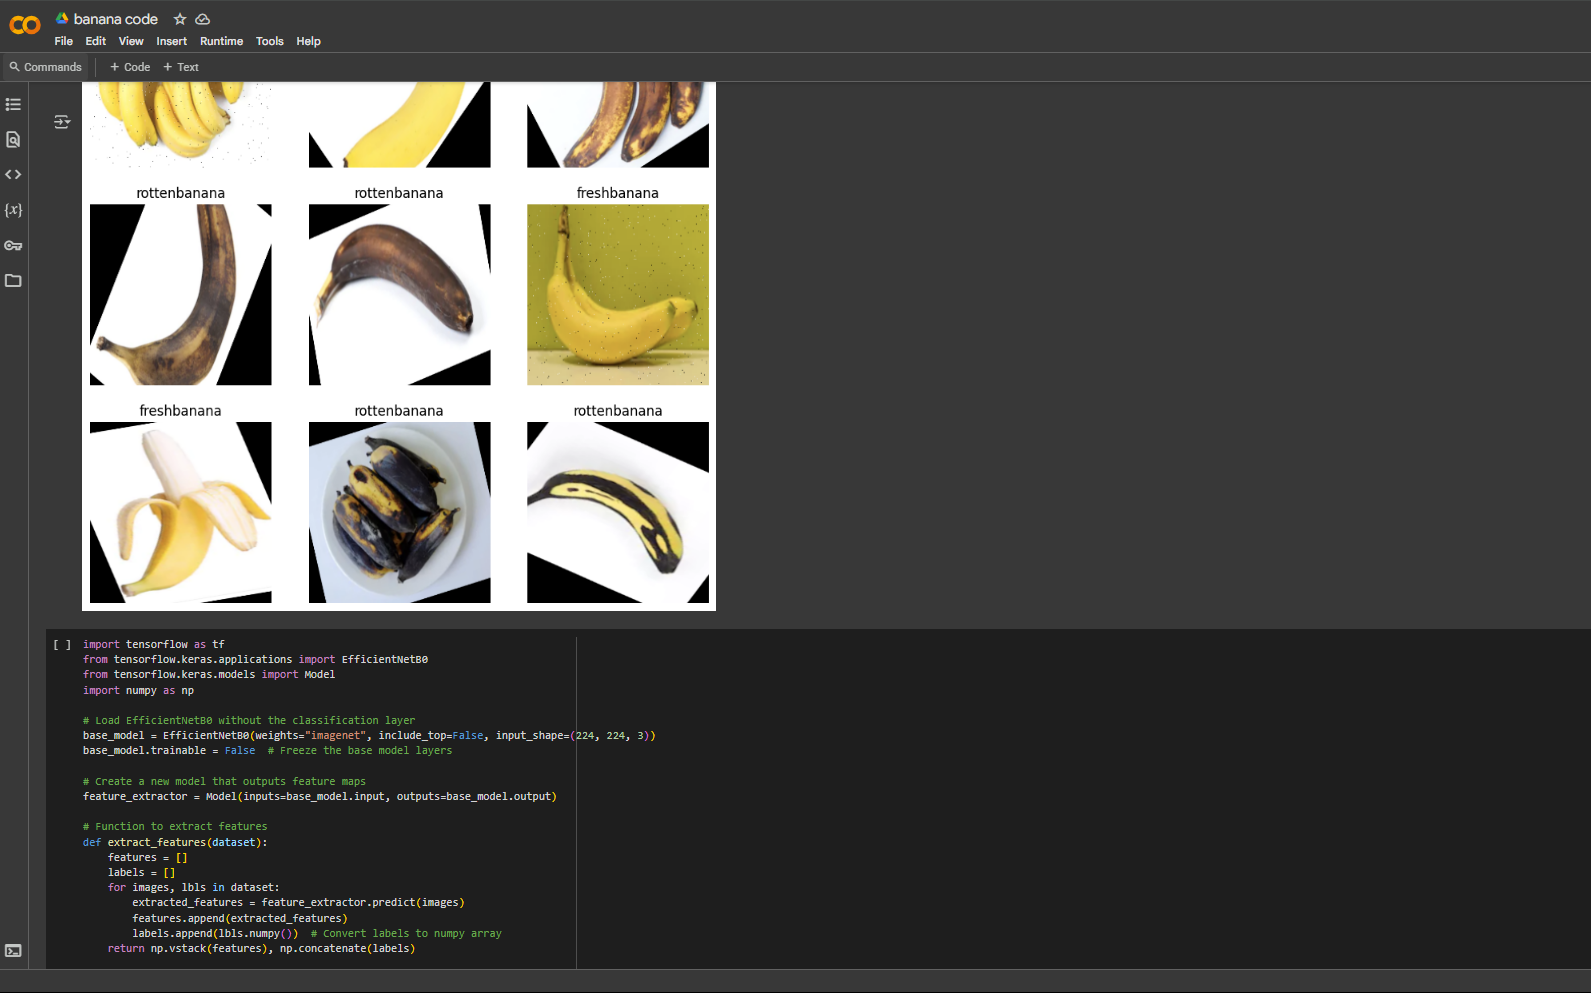 banana code
File Edit View Insert Runtime Tools Help
Commands + Code + Text
rottenbanana rottenbanana freshbanana
freshbanana rottenbanana rottenbanana
[ ] import tensorflow as tf
from tensorflow.keras.applications import EfficientNetB0
from tensorflow.keras.models import Model
import numpy as np
# Load EfficientNetB0 without the classification layer
base_model = EfficientNetB0(weights="imagenet", include_top=False, input_shape=(224, 224, 3))
base_model.trainable = False  # Freeze the base model layers
# Create a new model that outputs feature maps
feature_extractor = Model(inputs=base_model.input, outputs=base_model.output)
# Function to extract features
def extract_features(dataset):
    features = []
    labels = []
    for images, lbls in dataset:
        extracted_features = feature_extractor.predict(images)
        features.append(extracted_features)
        labels.append(lbls.numpy())  # Convert labels to numpy array
    return np.vstack(features), np.concatenate(labels)